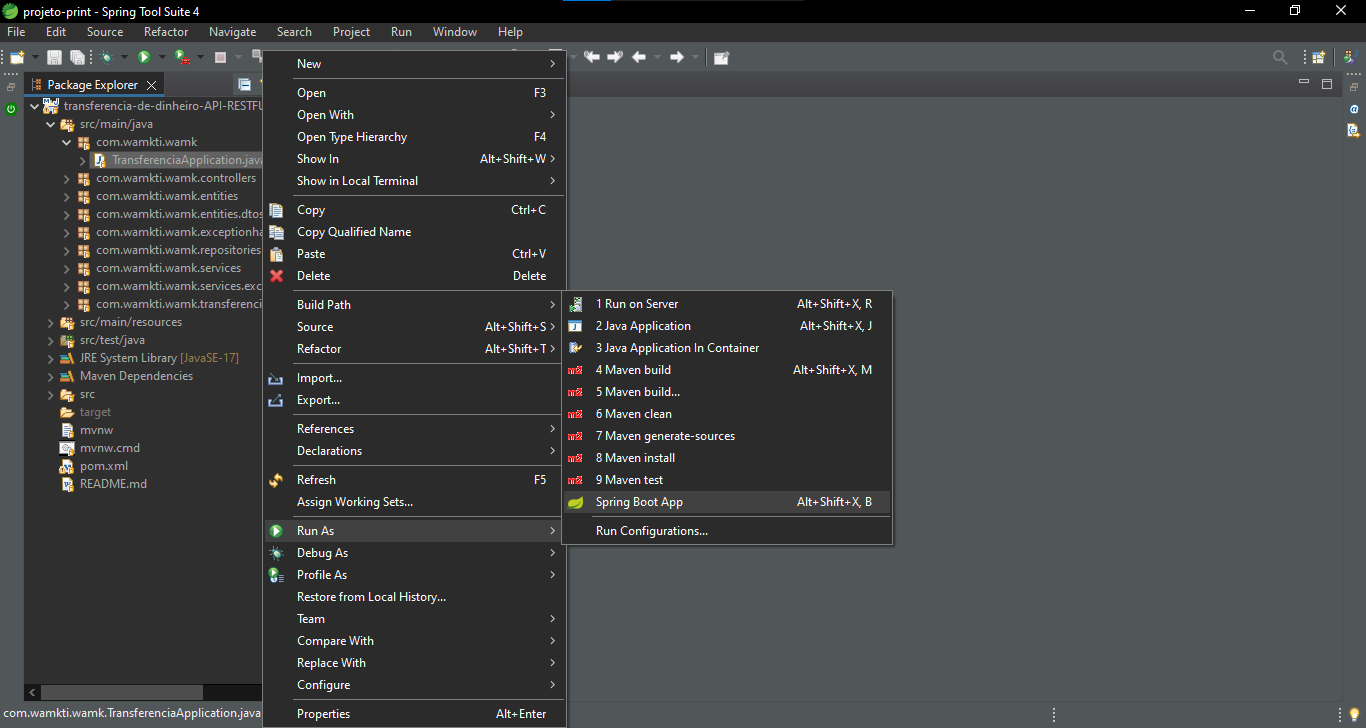 projeto-print - Spring Tool Suite 4
File Edit Source Refactor Navigate Search Project Run Window Help
Package Explorer
transferencia-de-dinheiro-API-RESTFU
src/main/java
com.wamkti.wamk
TransferenciaApplication.java
com.wamkti.wamk.controllers
com.wamkti.wamk.entities
com.wamkti.wamk.entities.dtos
com.wamkti.wamk.exceptionha
com.wamkti.wamk.repositories
com.wamkti.wamk.services
com.wamkti.wamk.services.exc
com.wamkti.wamk.transferenci
src/main/resources
src/test/java
JRE System Library [JavaSE-17]
Maven Dependencies
src
target
mvnw
mvnw.cmd
pom.xml
README.md
New
Open F3
Open With
Open Type Hierarchy F4
Show In Alt+Shift+W
Show in Local Terminal
Copy Ctrl+C
Copy Qualified Name
Paste Ctrl+V
Delete Delete
Build Path
Source Alt+Shift+S
Refactor Alt+Shift+T
Import...
Export...
References
Declarations
Refresh F5
Assign Working Sets...
Run As
Debug As
Profile As
Restore from Local History...
Team
Compare With
Replace With
Configure
Properties Alt+Enter
1 Run on Server Alt+Shift+X, R
2 Java Application Alt+Shift+X, J
3 Java Application In Container
4 Maven build Alt+Shift+X, M
5 Maven build...
6 Maven clean
7 Maven generate-sources
8 Maven install
9 Maven test
Spring Boot App Alt+Shift+X, B
Run Configurations...
com.wamkti.wamk.TransferenciaApplication.java